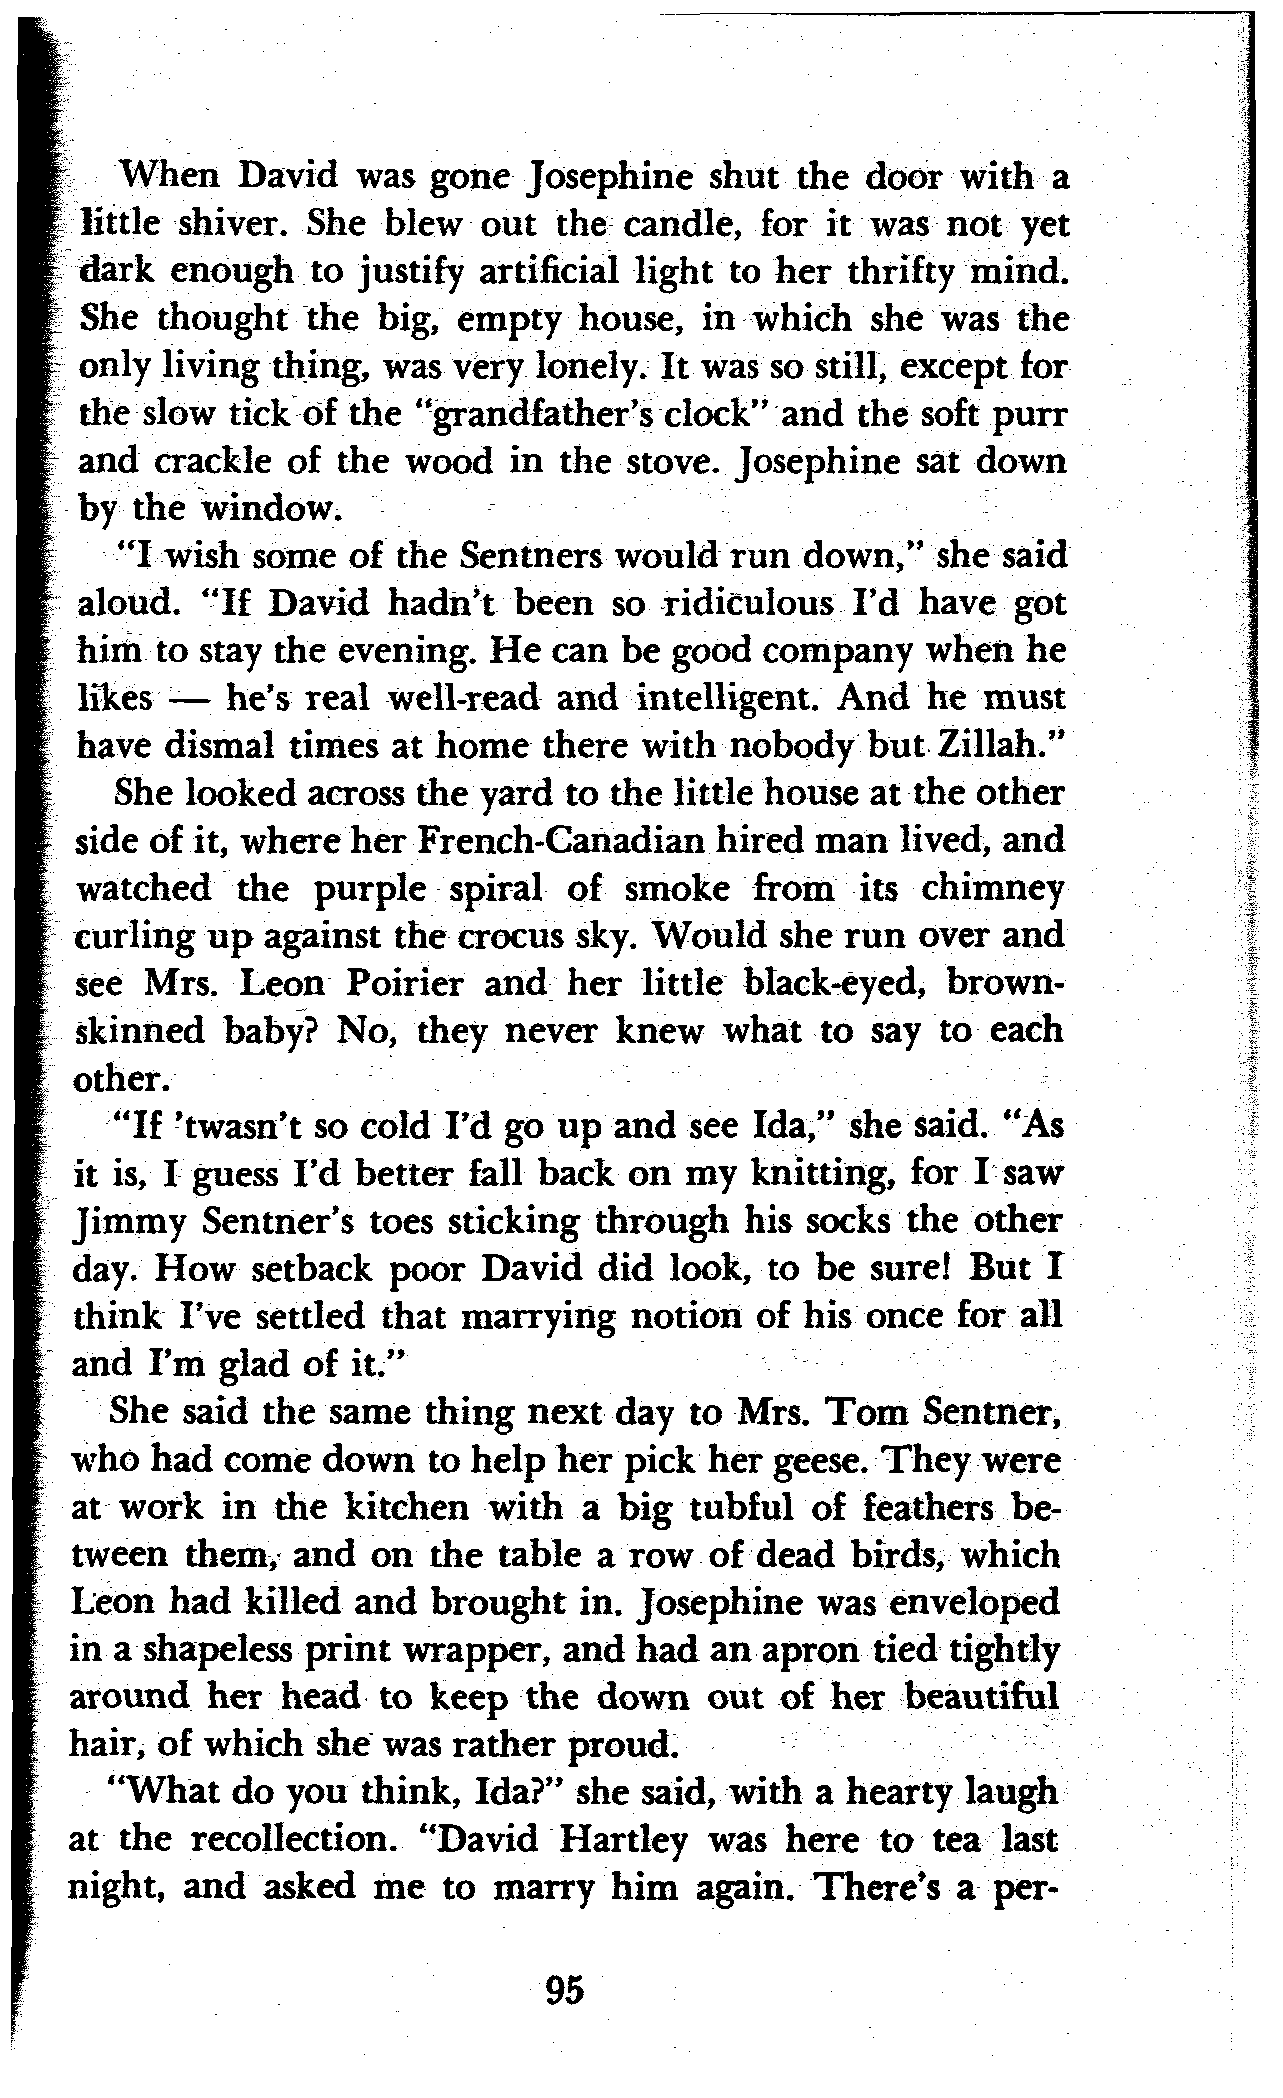 When David was gone Josephine shut the door with a
little shiver. She blew out the candle, for it was not yet
dark enough to justify artificial light to her thrifty mind.
She thought the big, empty house, in which she was the
only living thing, was very lonely. It was so still, except for
the slow tick of the “grandfather’s clock” and the soft purr
and crackle of the wood in the stove. Josephine sat down
by the window.
“I wish some of the Sentners would run down,” she said
aloud. “If David hadn’t been so ridiculous I’d have got
him to stay the evening. He can be good company when he
likes — he’s real well-read and intelligent. And he must
have dismal times at home there with nobody but Zillah.”
She looked across the yard to the little house at the other
side of it, where her French-Canadian hired man lived, and
watched the purple spiral of smoke from its chimney
curling up against the crocus sky. Would she run over and
see Mrs. Leon Poirier and her little black-eyed, brown-
skinned baby? No, they never knew what to say to each
other.
“If ’twasn’t so cold I’d go up and see Ida,” she said. “As
it is, I guess I’d better fall back on my knitting, for I saw
Jimmy Sentner’s toes sticking through his socks the other
day. How setback poor David did look, to be sure! But I
think I’ve settled that marrying notion of his once for all
and I’m glad of it.”
She said the same thing next day to Mrs. Tom Sentner,
who had come down to help her pick her geese. They were
at work in the kitchen with a big tubful of feathers be-
tween them, and on the table a row of dead birds, which
Leon had killed and brought in. Josephine was enveloped
in a shapeless print wrapper, and had an apron tied tightly
around her head to keep the down out of her beautiful
hair, of which she was rather proud.
“What do you think, Ida?” she said, with a hearty laugh
at the recollection. “David Hartley was here to tea last
night, and asked me to marry him again. There’s a per-
95